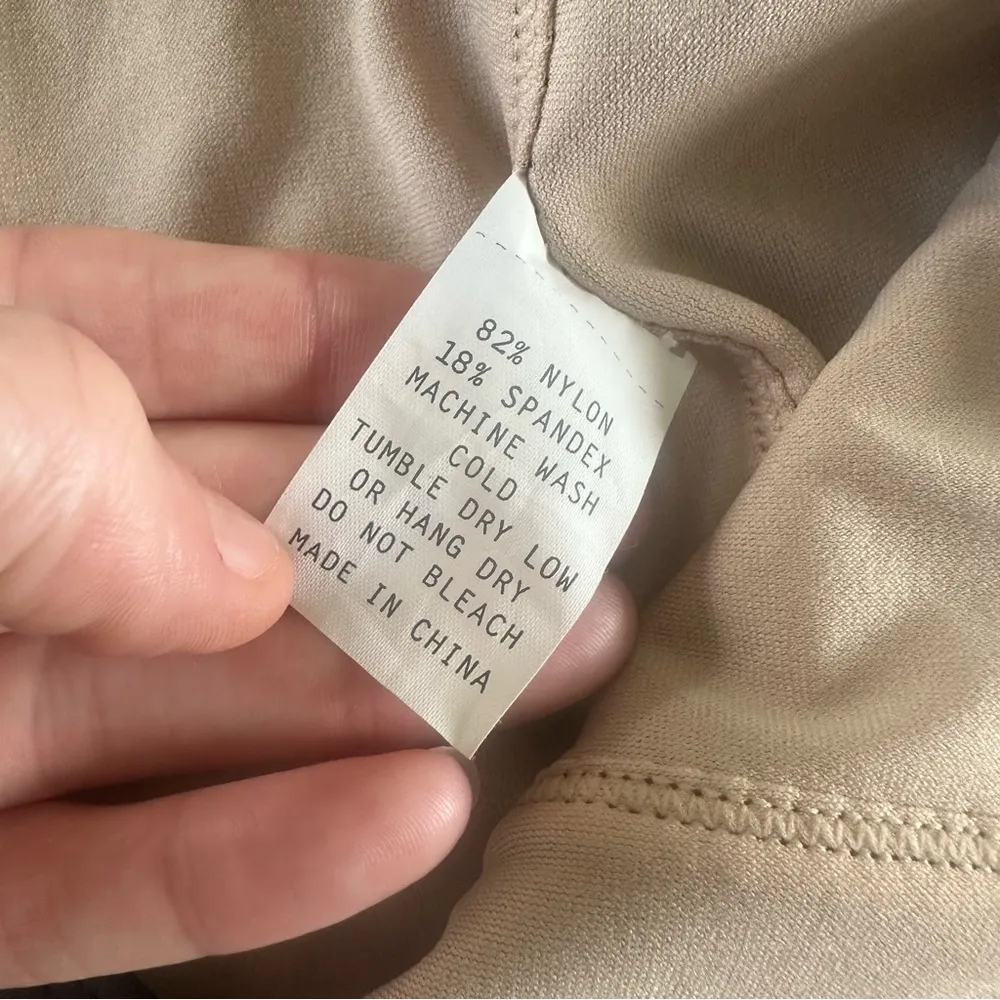 82% NYLON
18% SPANDEX
MACHINE WASH
COLD
TUMBLE DRY LOW
OR HANG DRY
DO NOT BLEACH
MADE IN CHINA